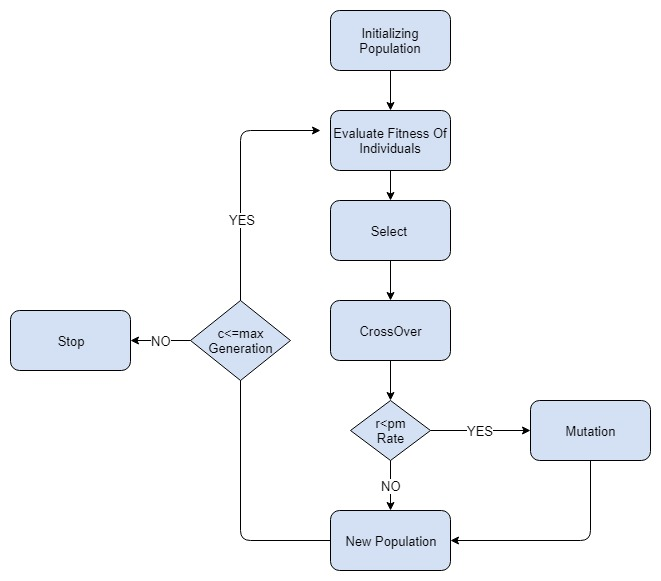 Initializing
Population
Evaluate Fitness Of
Individuals
YES
Select
Stop
NO
c<=max
Generation
CrossOver
r<pm
Rate
YES
Mutation
NO
New Population